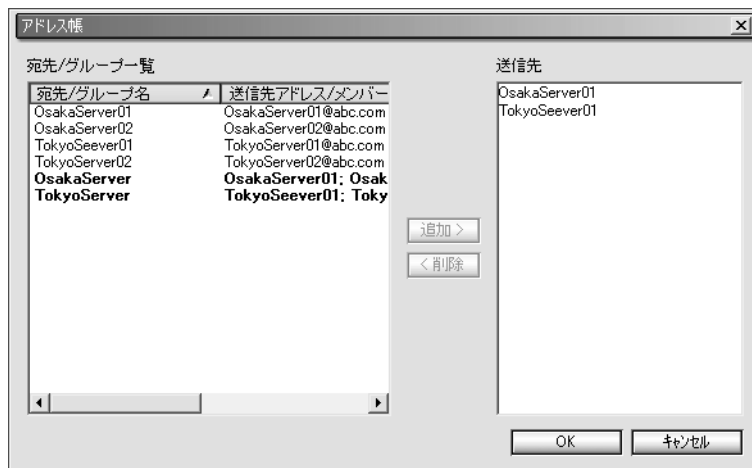 アドレス帳
宛先/グループ一覧
送信先
宛先/グループ名 送信先アドレス/メンバー
OsakaServer01 OsakaServer01@abc.com
OsakaServer02 OsakaServer02@abc.com
TokyoSeever01 TokyoServer01@abc.com
TokyoServer02 TokyoServer02@abc.com
OsakaServer OsakaServer01; Osak
TokyoServer TokyoSeever01; Toky
OsakaServer01
TokyoSeever01
追加 >
< 削除
OK キャンセル